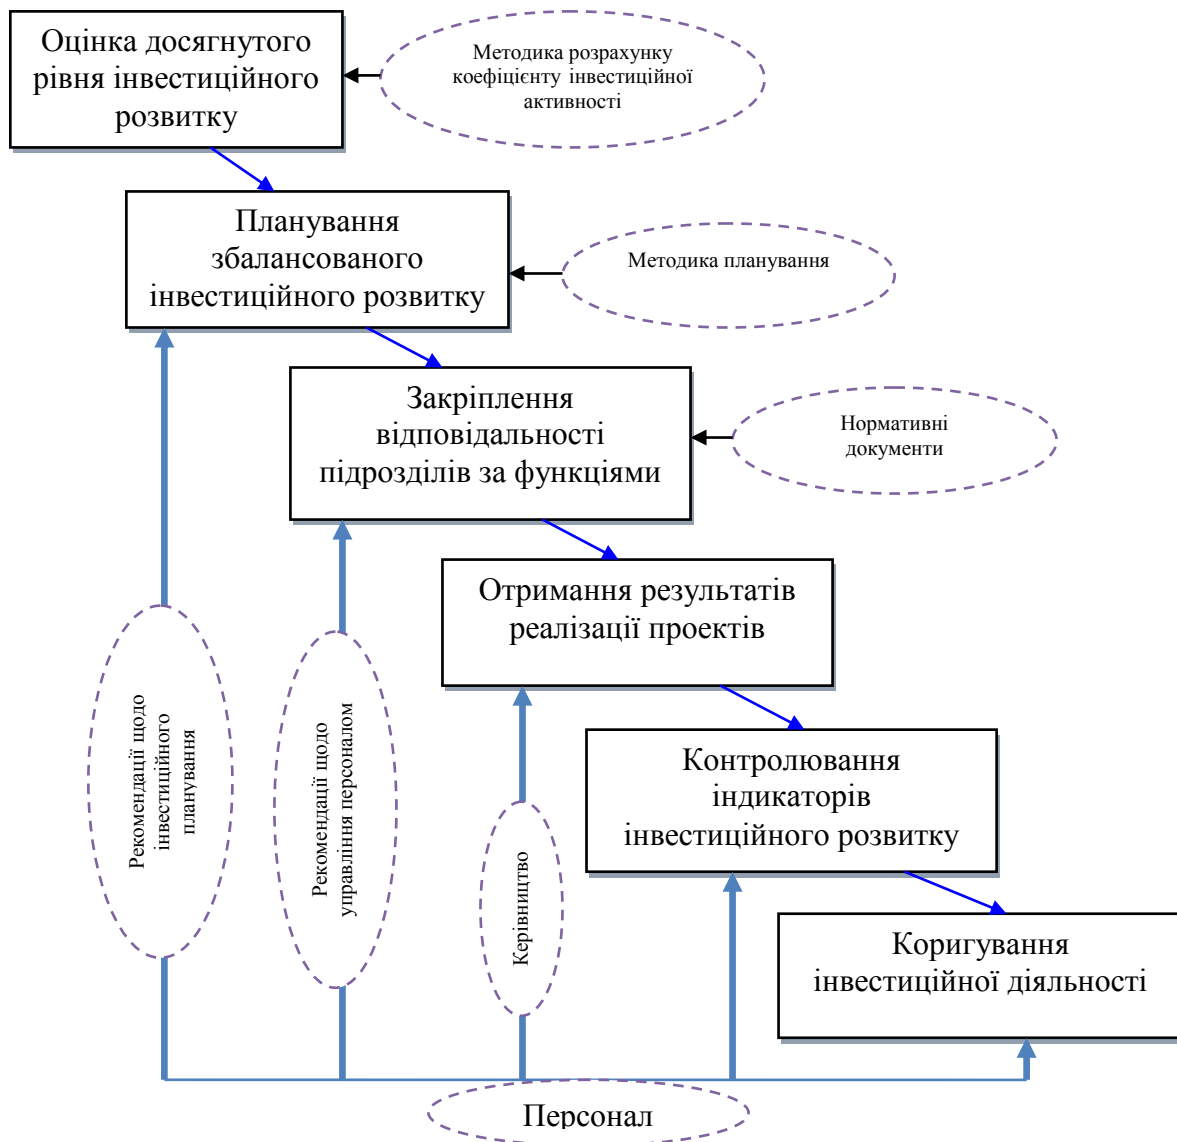 Оцінка досягнутого
рівня інвестиційного
розвитку
Методика розрахунку
коефіцієнту інвестиційної
активності
Планування
збалансованого
інвестиційного розвитку
Методика планування
Закріплення
відповідальності
підрозділів за функціями
Нормативні
документи
Отримання результатів
реалізації проектів
Рекомендації щодо
інвестиційного
планування
Рекомендації щодо
управління персоналом
Керівництво
Контролювання
індикаторів
інвестиційного розвитку
Коригування
інвестиційної діяльності
Персонал